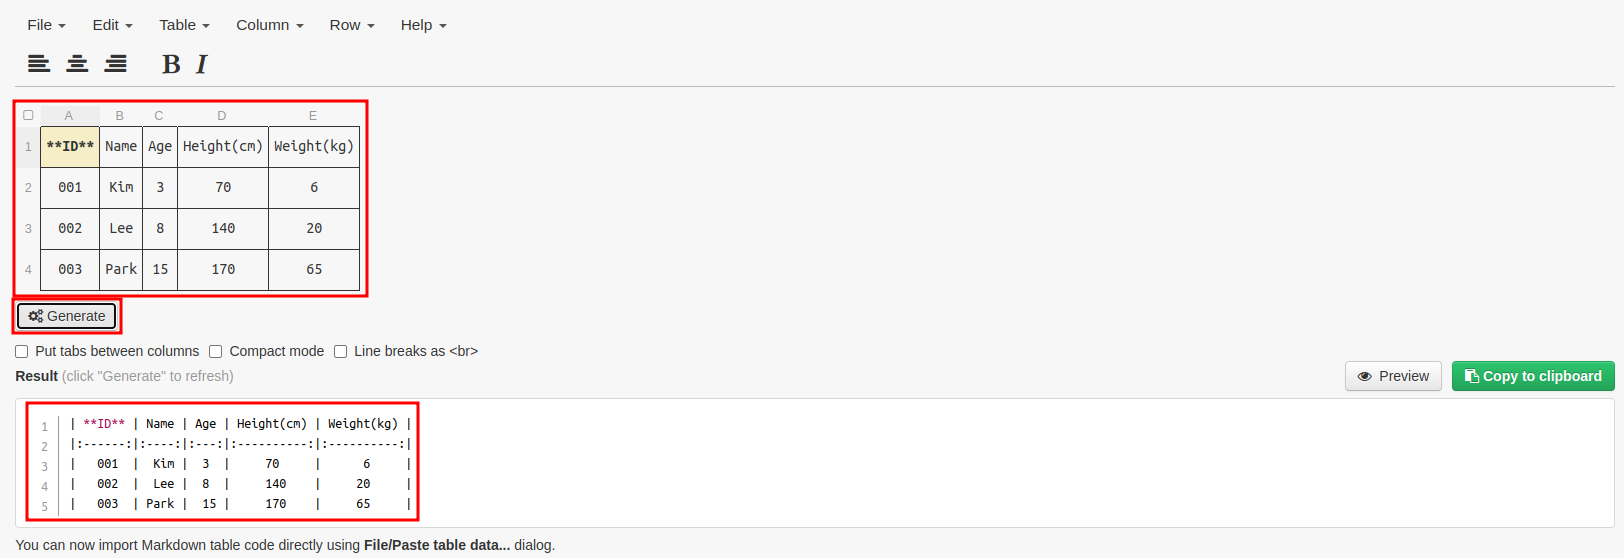 File Edit Table Column Row Help
B I
A B C D E
1 **ID** Name Age Height(cm) Weight(kg)
2 001 Kim 3 70 6
3 002 Lee 8 140 20
4 003 Park 15 170 65
Generate
Put tabs between columns Compact mode Line breaks as <br>
Result (click "Generate" to refresh) Preview Copy to clipboard
1 | **ID** | Name | Age | Height(cm) | Weight(kg) |
2 |:------:|:----:|:---:|:----------:|:----------:|
3 |   001  |  Kim |  3  |     70     |      6     |
4 |   002  |  Lee |  8  |     140    |     20     |
5 |   003  | Park |  15 |     170    |     65     |
You can now import Markdown table code directly using File/Paste table data... dialog.